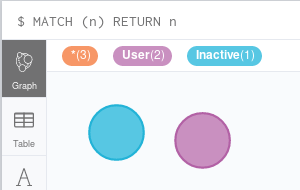 $ MATCH (n) RETURN n
*(3) User(2) Inactive(1)
Graph
Table
A